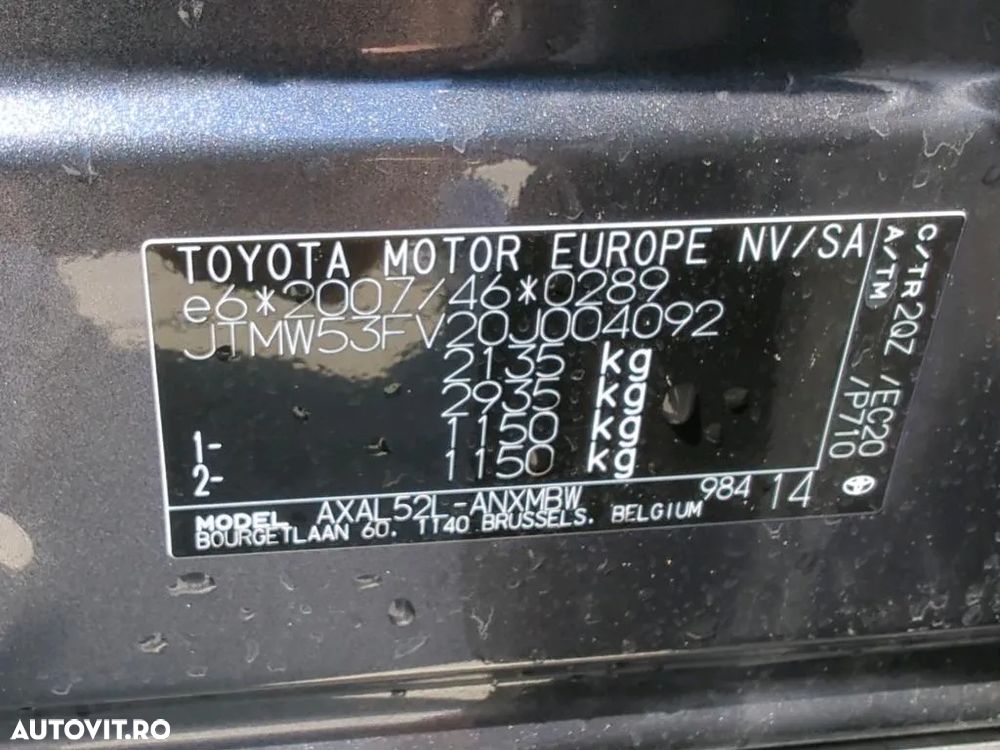 TOYOTA MOTOR EUROPE NV/SA
e6*2007/46*0289
JTMW53FV20J004092
2135 kg
2935 kg
1- 1150 kg
2- 1150 kg
C/TR 2QZ /EC20
A/TM /P710
MODEL AXAL52L-ANXMBW 984 14
BOURGETLAAN 60. 1140 BRUSSELS. BELGIUM
AUTOVIT.RO